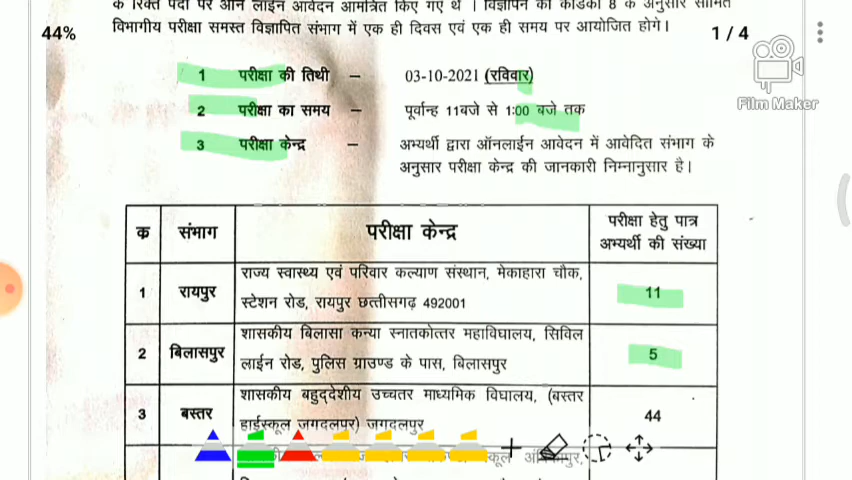 के रिक्त पदों पर ऑन लाईन आवेदन आमंत्रित किए गए थे । विज्ञापन की कंडिका 8 के अनुसार सीमित
विभागीय परीक्षा समस्त विज्ञापित संभाग में एक ही दिवस एवं एक ही समय पर आयोजित होगे।
44%
1 / 4
1 परीक्षा की तिथी – 03-10-2021 (रविवार)
2 परीक्षा का समय – पूर्वान्ह 11बजे से 1:00 बजे तक
Film Maker
3 परीक्षा केन्द्र – अभ्यर्थी द्वारा ऑनलाईन आवेदन में आवेदित संभाग के
अनुसार परीक्षा केन्द्र की जानकारी निम्नानुसार है।
क्र संभाग परीक्षा केन्द्र परीक्षा हेतु पात्र
अभ्यर्थी की संख्या
1 रायपुर राज्य स्वास्थ्य एवं परिवार कल्याण संस्थान, मेकाहारा चौक,
स्टेशन रोड, रायपुर छत्तीसगढ़ 492001 11
2 बिलासपुर शासकीय बिलासा कन्या स्नातकोत्तर महाविघालय, सिविल
लाईन रोड, पुलिस ग्राउण्ड के पास, बिलासपुर 5
3 बस्तर शासकीय बहुद्देशीय उच्चतर माध्यमिक विघालय, (बस्तर
हाईस्कूल जगदलपुर) जगदलपुर 44